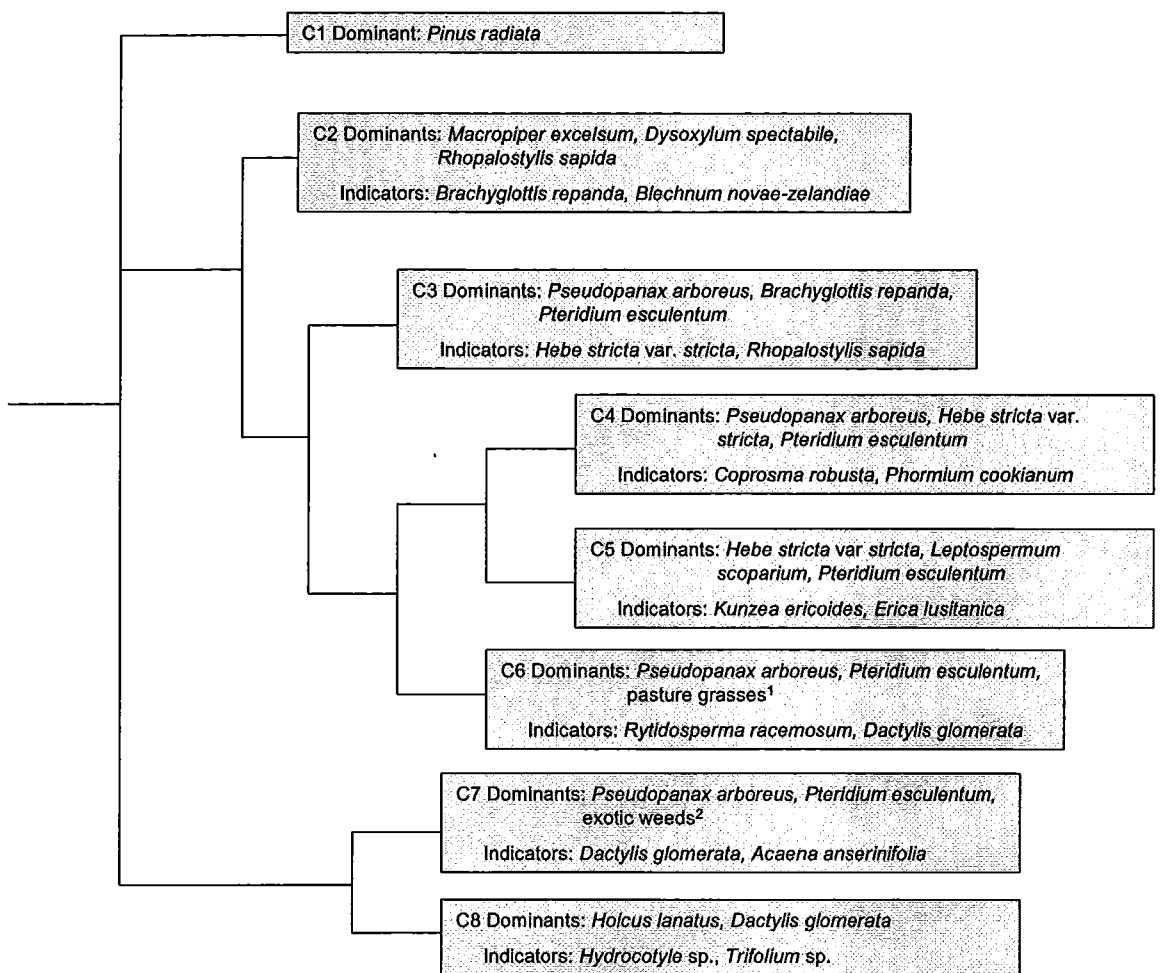 C1 Dominant: Pinus radiata
C2 Dominants: Macropiper excelsum, Dysoxylum spectabile,
Rhopalostylis sapida
Indicators: Brachyglottis repanda, Blechnum novae-zelandiae
C3 Dominants: Pseudopanax arboreus, Brachyglottis repanda,
Pteridium esculentum
Indicators: Hebe stricta var. stricta, Rhopalostylis sapida
C4 Dominants: Pseudopanax arboreus, Hebe stricta var.
stricta, Pteridium esculentum
Indicators: Coprosma robusta, Phormium cookianum
C5 Dominants: Hebe stricta var stricta, Leptospermum
scoparium, Pteridium esculentum
Indicators: Kunzea ericoides, Erica lusitanica
C6 Dominants: Pseudopanax arboreus, Pteridium esculentum,
pasture grasses¹
Indicators: Rytidosperma racemosum, Dactylis glomerata
C7 Dominants: Pseudopanax arboreus, Pteridium esculentum,
exotic weeds²
Indicators: Dactylis glomerata, Acaena anserinifolia
C8 Dominants: Holcus lanatus, Dactylis glomerata
Indicators: Hydrocotyle sp., Trifolium sp.